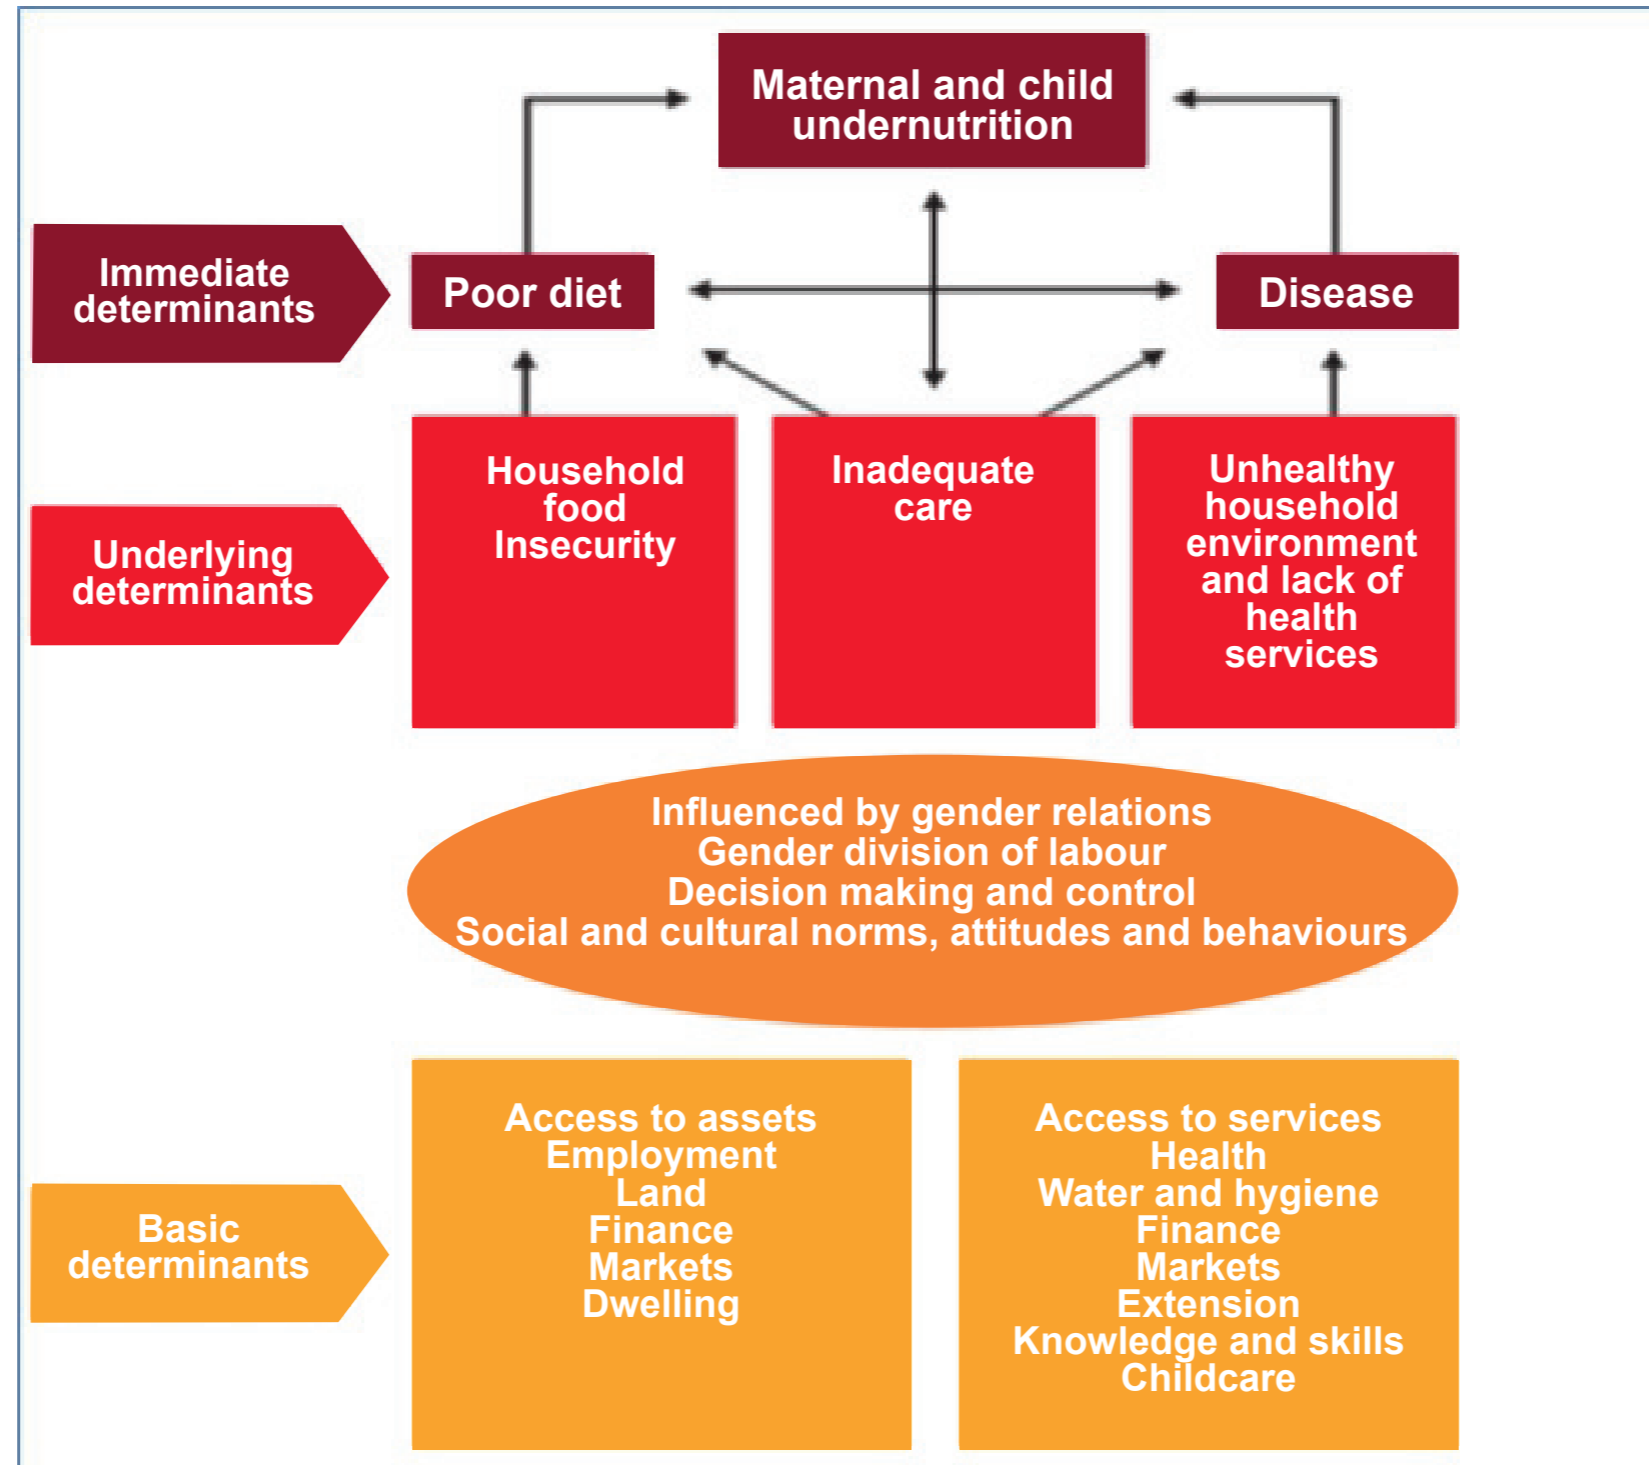 Maternal and child
undernutrition
Immediate
determinants
Poor diet
Disease
Underlying
determinants
Household
food
Insecurity
Inadequate
care
Unhealthy
household
environment
and lack of
health
services
Influenced by gender relations
Gender division of labour
Decision making and control
Social and cultural norms, attitudes and behaviours
Basic
determinants
Access to assets
Employment
Land
Finance
Markets
Dwelling
Access to services
Health
Water and hygiene
Finance
Markets
Extension
Knowledge and skills
Childcare